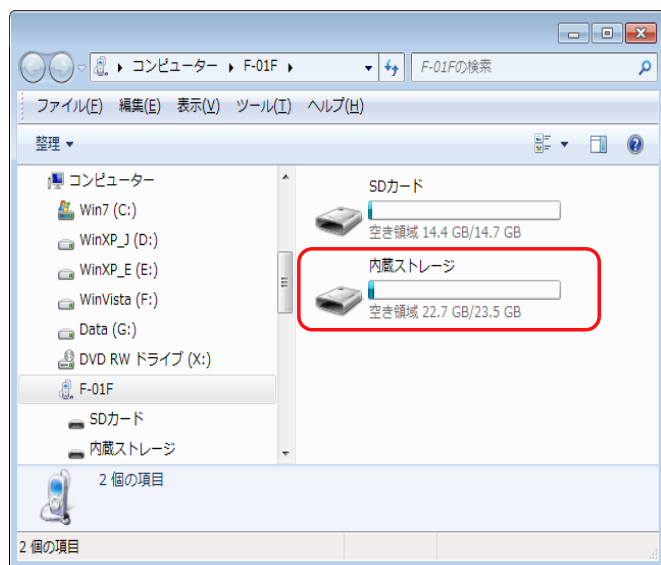 コンピューター F-01F F-01Fの検索
ファイル(F) 編集(E) 表示(V) ツール(T) ヘルプ(H)
整理
コンピューター
Win7 (C:)
WinXP_J (D:)
WinXP_E (E:)
WinVista (F:)
Data (G:)
DVD RW ドライブ (X:)
F-01F
SDカード
内蔵ストレージ
SDカード
空き領域 14.4 GB/14.7 GB
内蔵ストレージ
空き領域 22.7 GB/23.5 GB
2 個の項目
2 個の項目